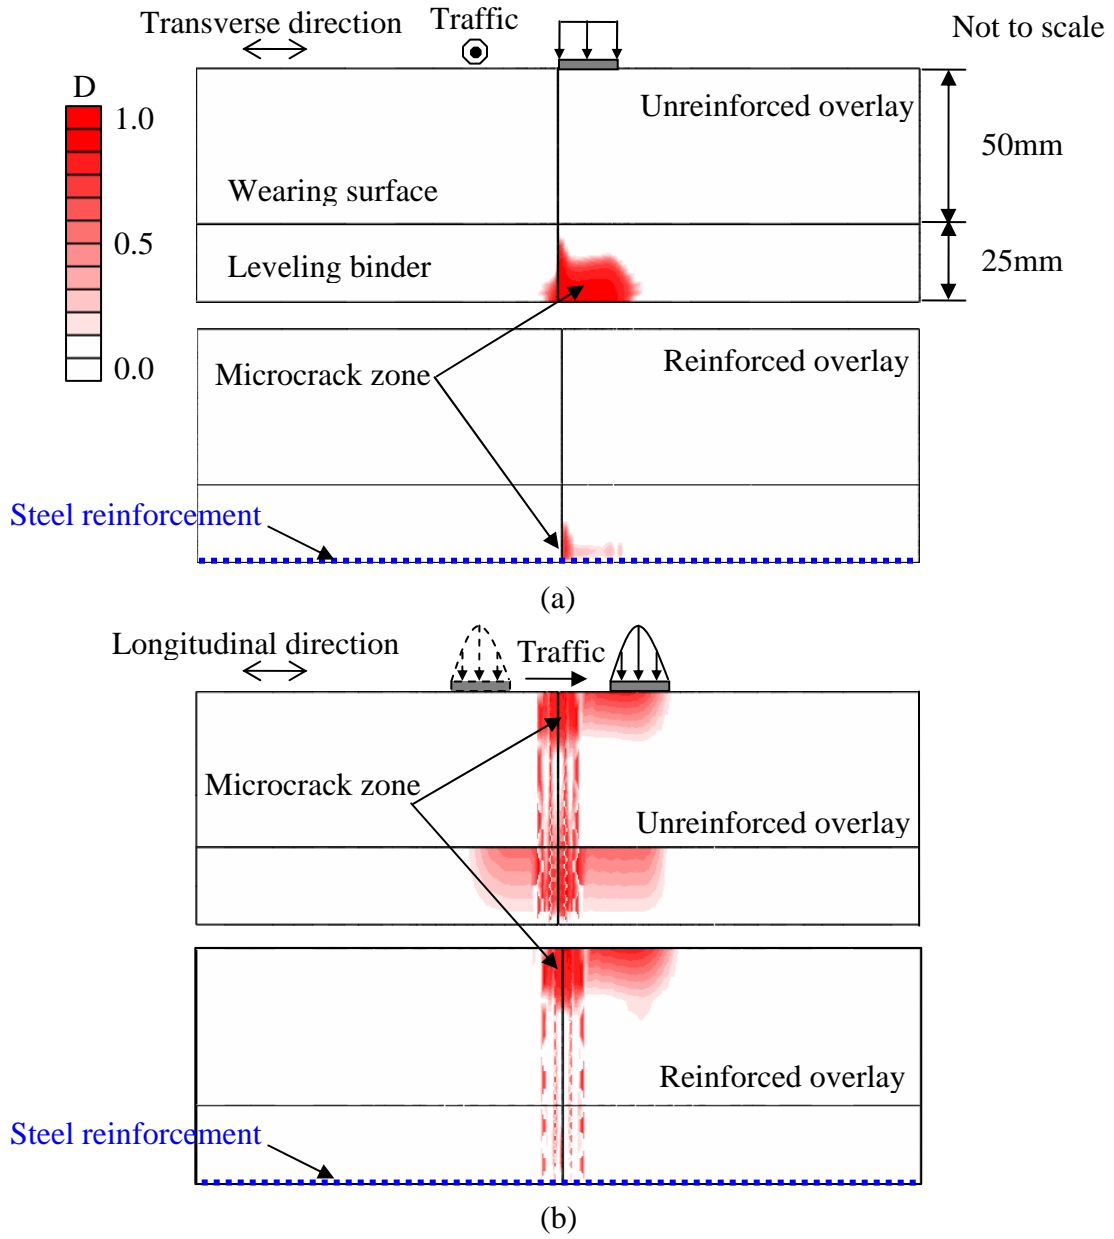 Transverse direction
Traffic
Not to scale
D
1.0
0.5
0.0
Unreinforced overlay
50mm
Wearing surface
Leveling binder
25mm
Microcrack zone
Reinforced overlay
Steel reinforcement
(a)
Longitudinal direction
Traffic
Microcrack zone
Unreinforced overlay
Reinforced overlay
Steel reinforcement
(b)